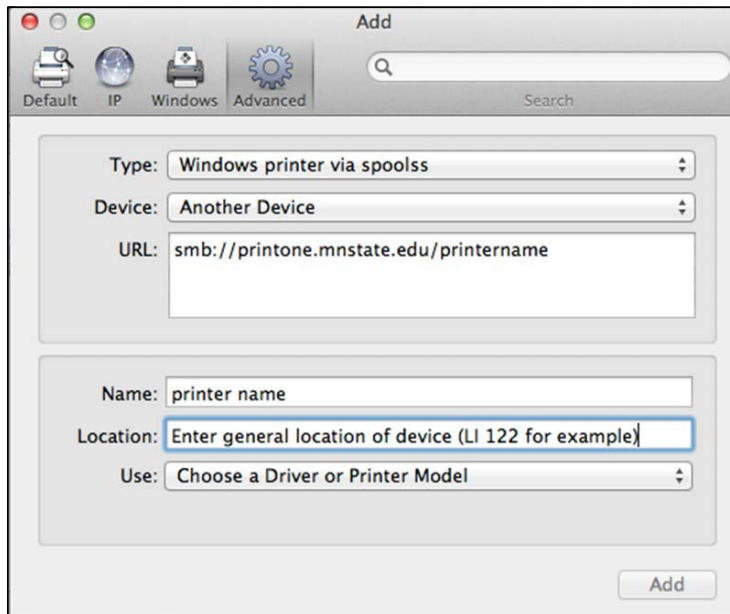 Add
Default IP Windows Advanced
Search
Type: Windows printer via spoolss
Device: Another Device
URL: smb://printone.mnstate.edu/printername
Name: printer name
Location: Enter general location of device (LI 122 for example)
Use: Choose a Driver or Printer Model
Add